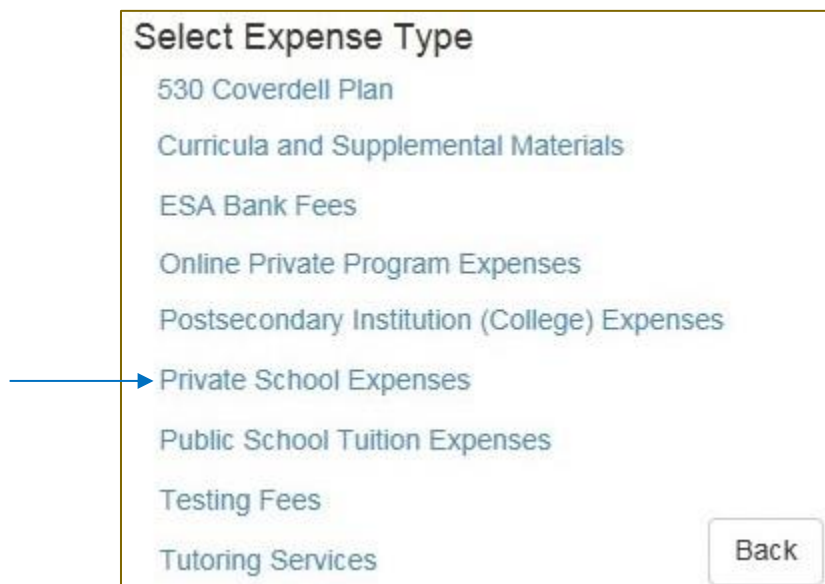 Select Expense Type
530 Coverdell Plan
Curricula and Supplemental Materials
ESA Bank Fees
Online Private Program Expenses
Postsecondary Institution (College) Expenses
Private School Expenses
Public School Tuition Expenses
Testing Fees
Tutoring Services
Back